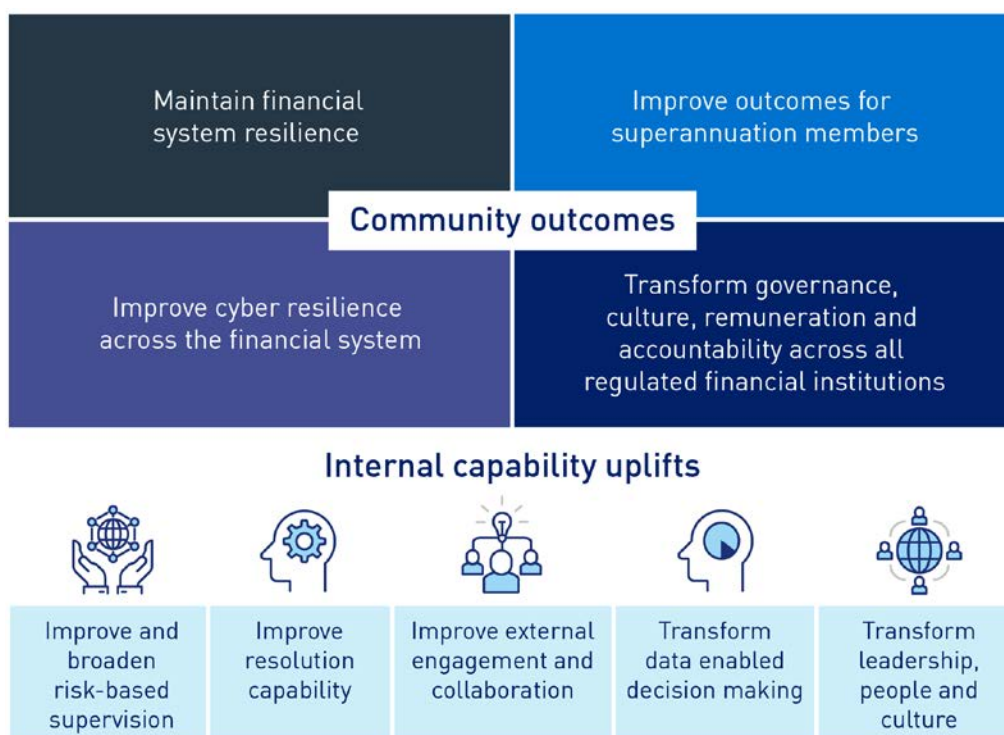 Maintain financial
system resilience
Improve outcomes for
superannuation members
Community outcomes
Improve cyber resilience
across the financial system
Transform governance,
culture, remuneration and
accountability across all
regulated financial institutions
Internal capability uplifts
Improve and
broaden
risk-based
supervision
Improve
resolution
capability
Improve external
engagement and
collaboration
Transform
data enabled
decision making
Transform
leadership,
people and
culture